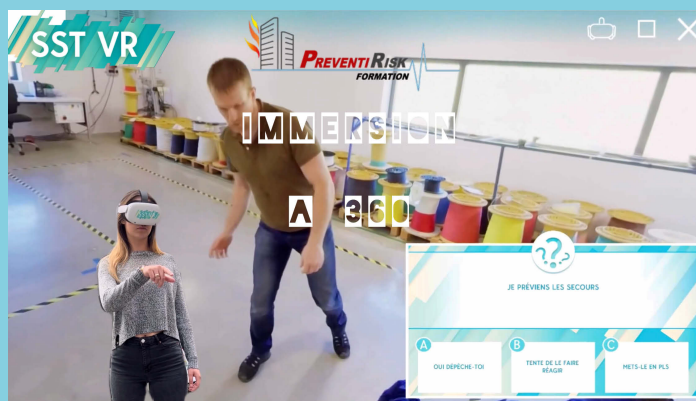 SST VR
PREVENTIRISK
FORMATION
IMMERSION
A 360
JE PRÉVIENS LES SECOURS
A
OUI DÉPÊCHE-TOI
B
TENTE DE LE FAIRE
RÉAGIR
C
METS-LE EN PLS